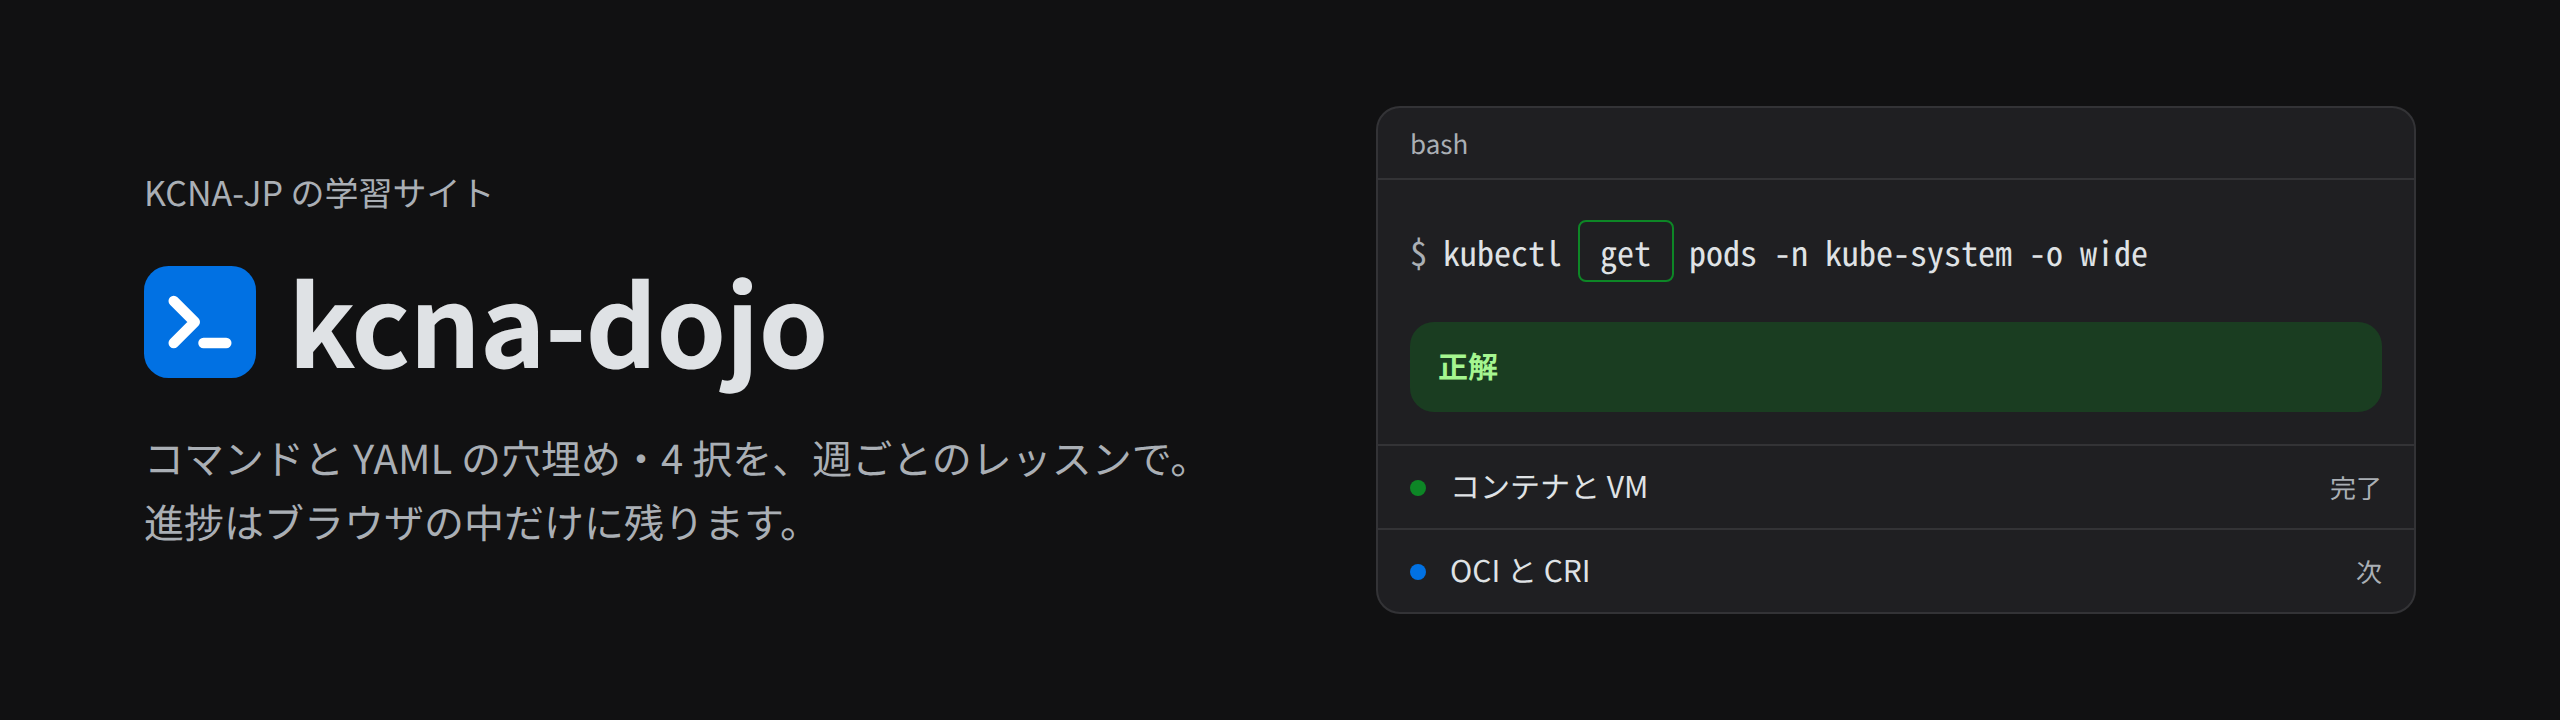 KCNA-JP の学習サイト
kcna-dojo
コマンドと YAML の穴埋め・4 択を、週ごとのレッスンで。
進捗はブラウザの中だけに残ります。
bash
$ kubectl get pods -n kube-system -o wide
正解
コンテナと VM 完了
OCI と CRI 次